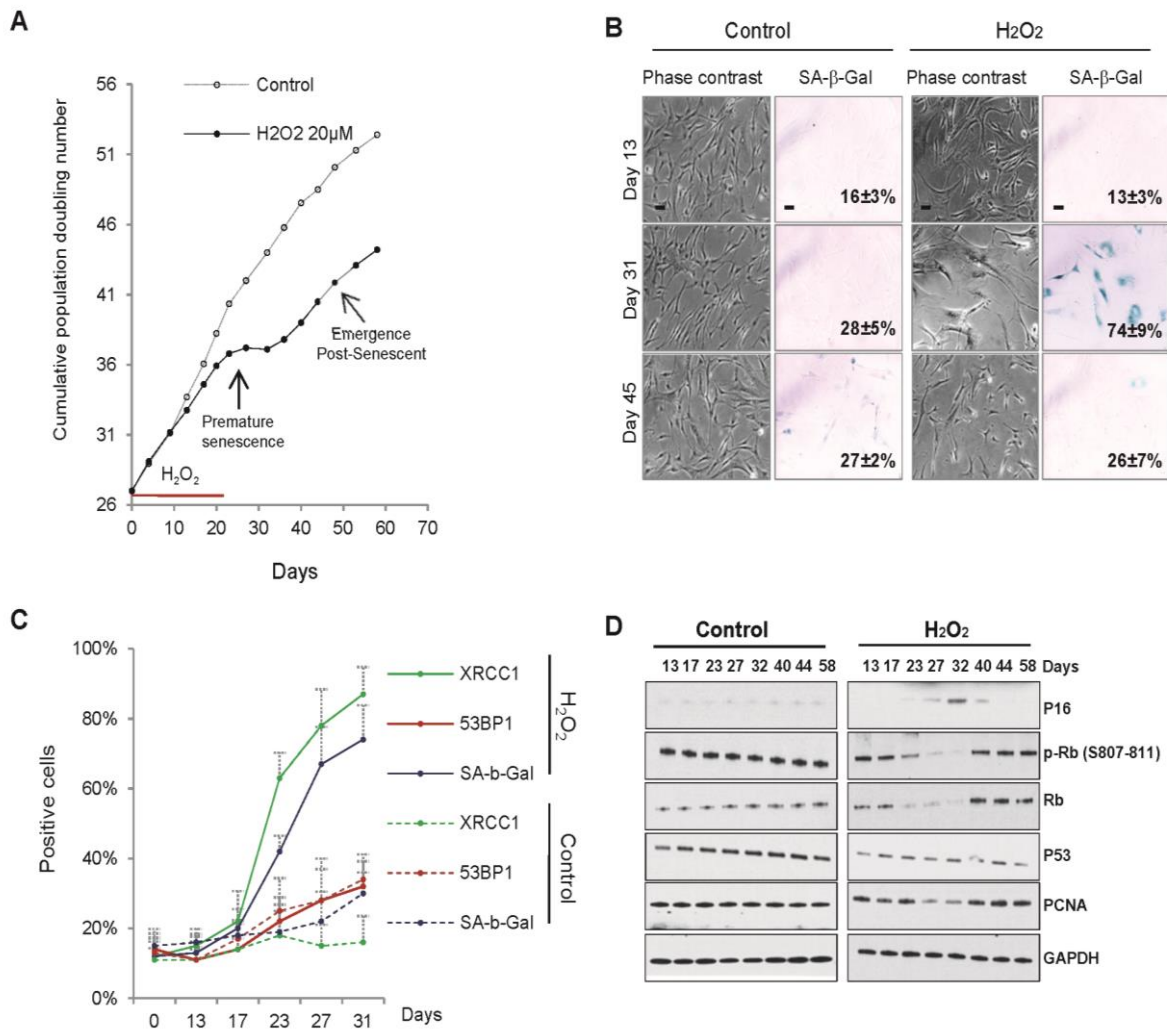 A
Control
H2O2 20µM
Cumulative population doubling number
56
51
46
41
36
31
26
Emergence
Post-Senescent
Premature
senescence
H₂O₂
0 10 20 30 40 50 60 70
Days
B
Control
H2O2
Phase contrast SA-β-Gal Phase contrast SA-β-Gal
Day 13
16±3%
13±3%
Day 31
28±5%
74±9%
Day 45
27±2%
26±7%
C
Positive cells
100%
80%
60%
40%
20%
0%
0 13 17 23 27 31 Days
XRCC1
53BP1
SA-b-Gal
H₂O₂
XRCC1
53BP1
SA-b-Gal
Control
D
Control
H₂O₂
13 17 23 27 32 40 44 58
13 17 23 27 32 40 44 58 Days
P16
p-Rb (S807-811)
Rb
P53
PCNA
GAPDH